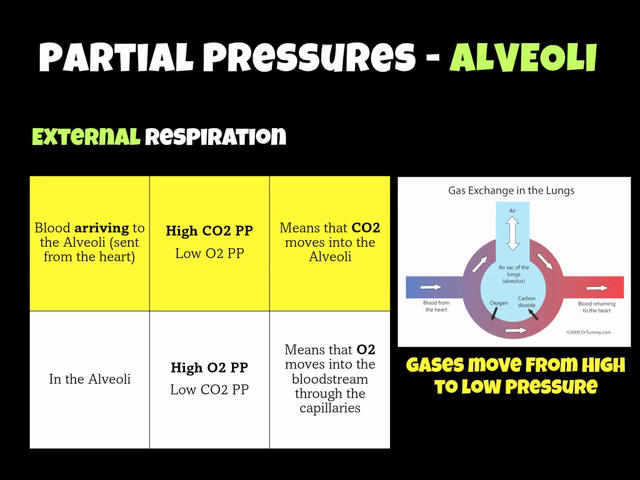 Partial Pressures - Alveoli
External Respiration
Blood arriving to
the Alveoli (sent
from the heart)
High CO2 PP
Low O2 PP
Means that CO2
moves into the
Alveoli
In the Alveoli
High O2 PP
Low CO2 PP
Means that O2
moves into the
bloodstream
through the
capillaries
Gas Exchange in the Lungs
Air
Air sac of the
lungs
(alveolus)
Oxygen
Carbon
dioxide
Blood from
the heart
Blood returning
to the heart
©2009 DrTummy.com
Gases move from high
to low pressure